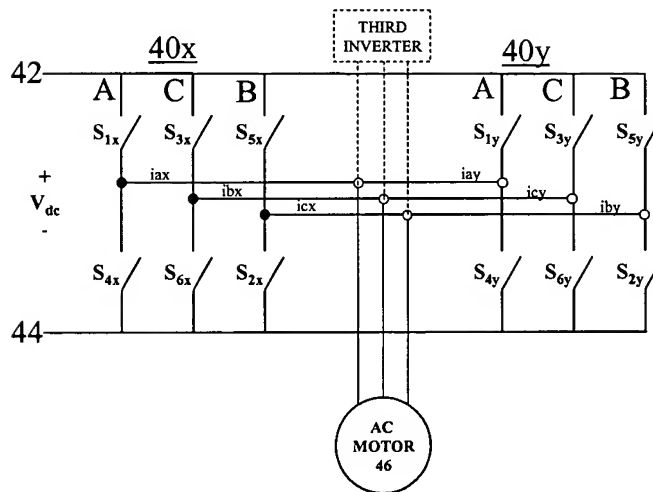 THIRD
INVERTER
40x
40y
42
A
C
B
A
C
B
S1x
S3x
S5x
S1y
S3y
S5y
+
Vdc
-
iax
iay
ibx
icy
icx
iby
S4x
S6x
S2x
S4y
S6y
S2y
44
AC
MOTOR
46